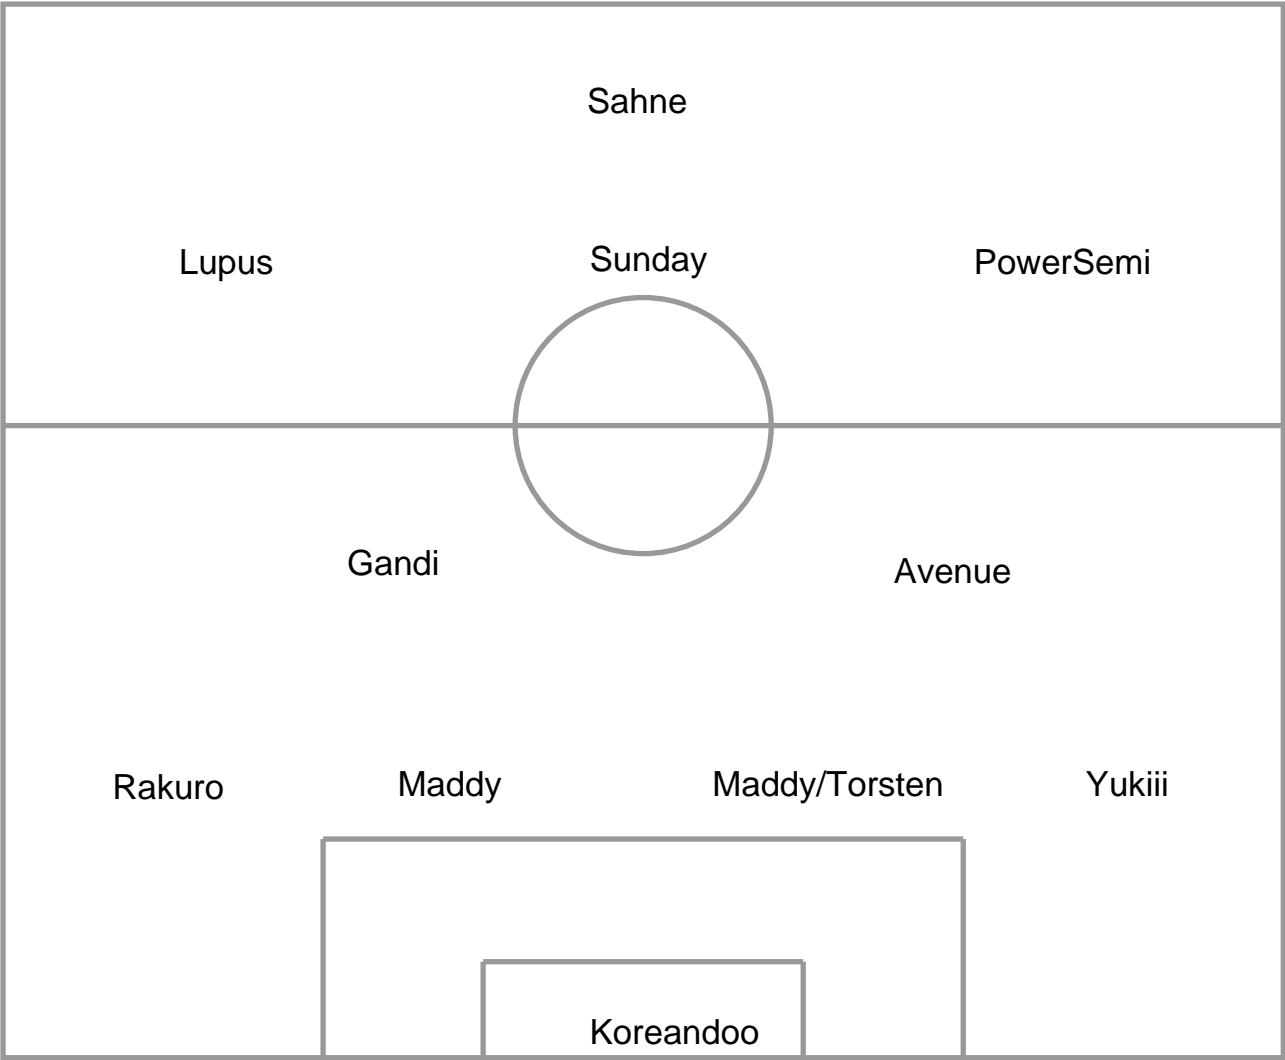 Sahne
Lupus Sunday PowerSemi
Gandi Avenue
Rakuro Maddy Maddy/Torsten Yukiii
Koreandoo